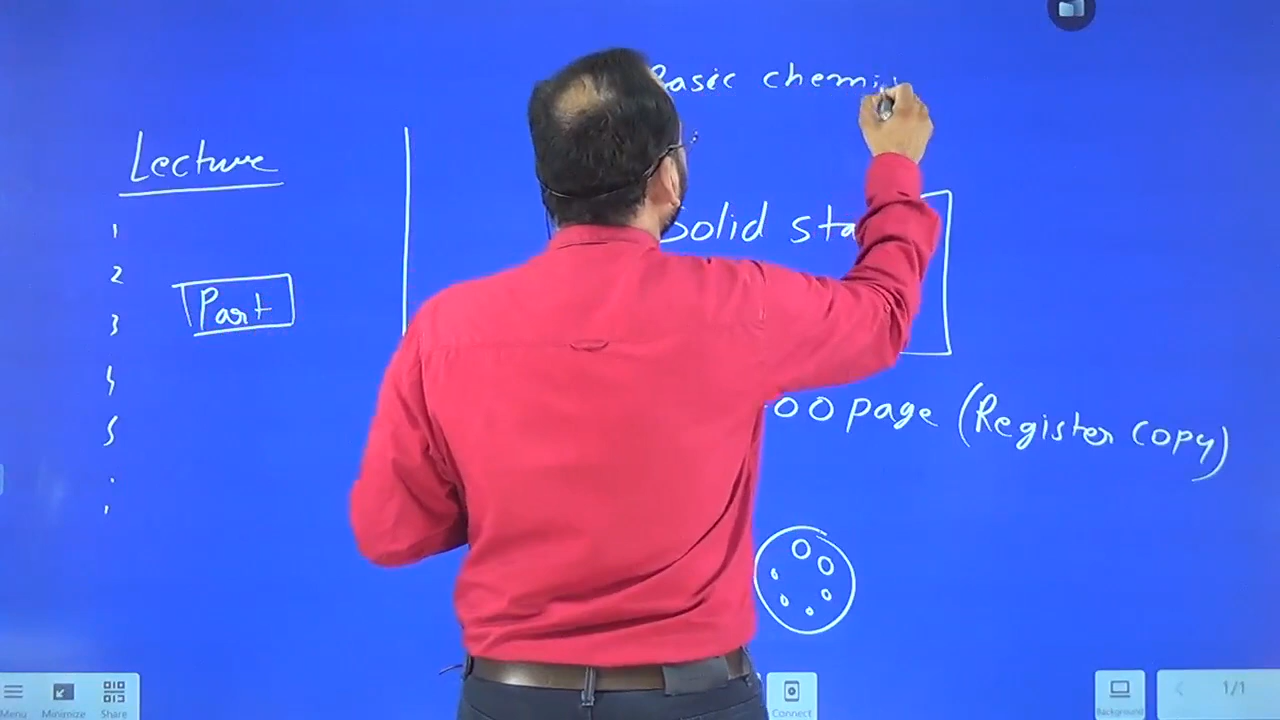 Basic chemi
Lecture
1
2
3
4
5
Part
Solid sta
00 page (Register copy)
Menu
Minimize
Share
Connect
Background
1/1